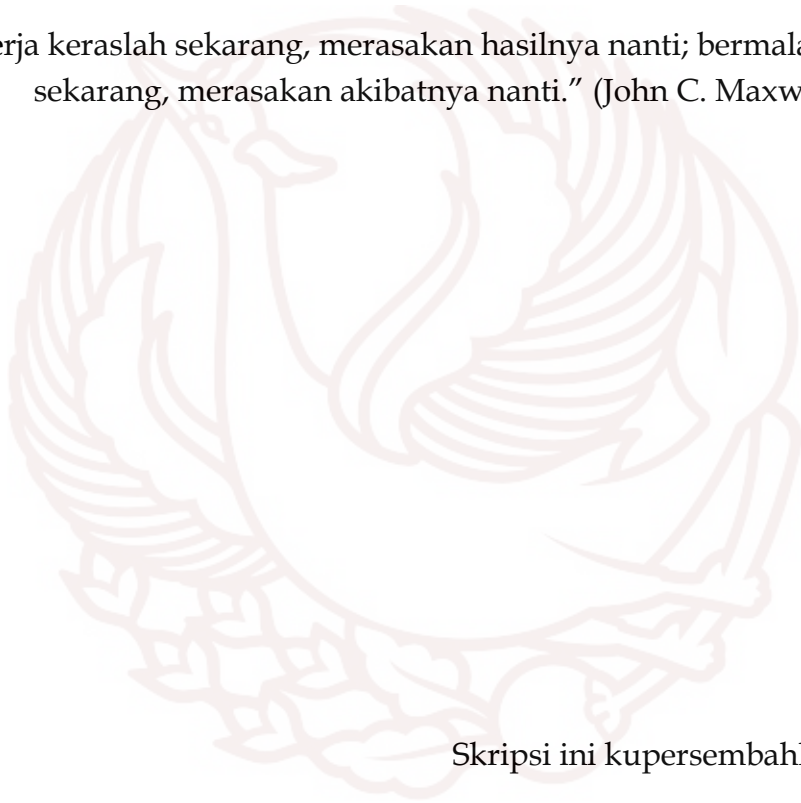 erja keraslah sekarang, merasakan hasilnya nanti; bermala
sekarang, merasakan akibatnya nanti.” (John C. Maxw
Skripsi ini kupersembahk